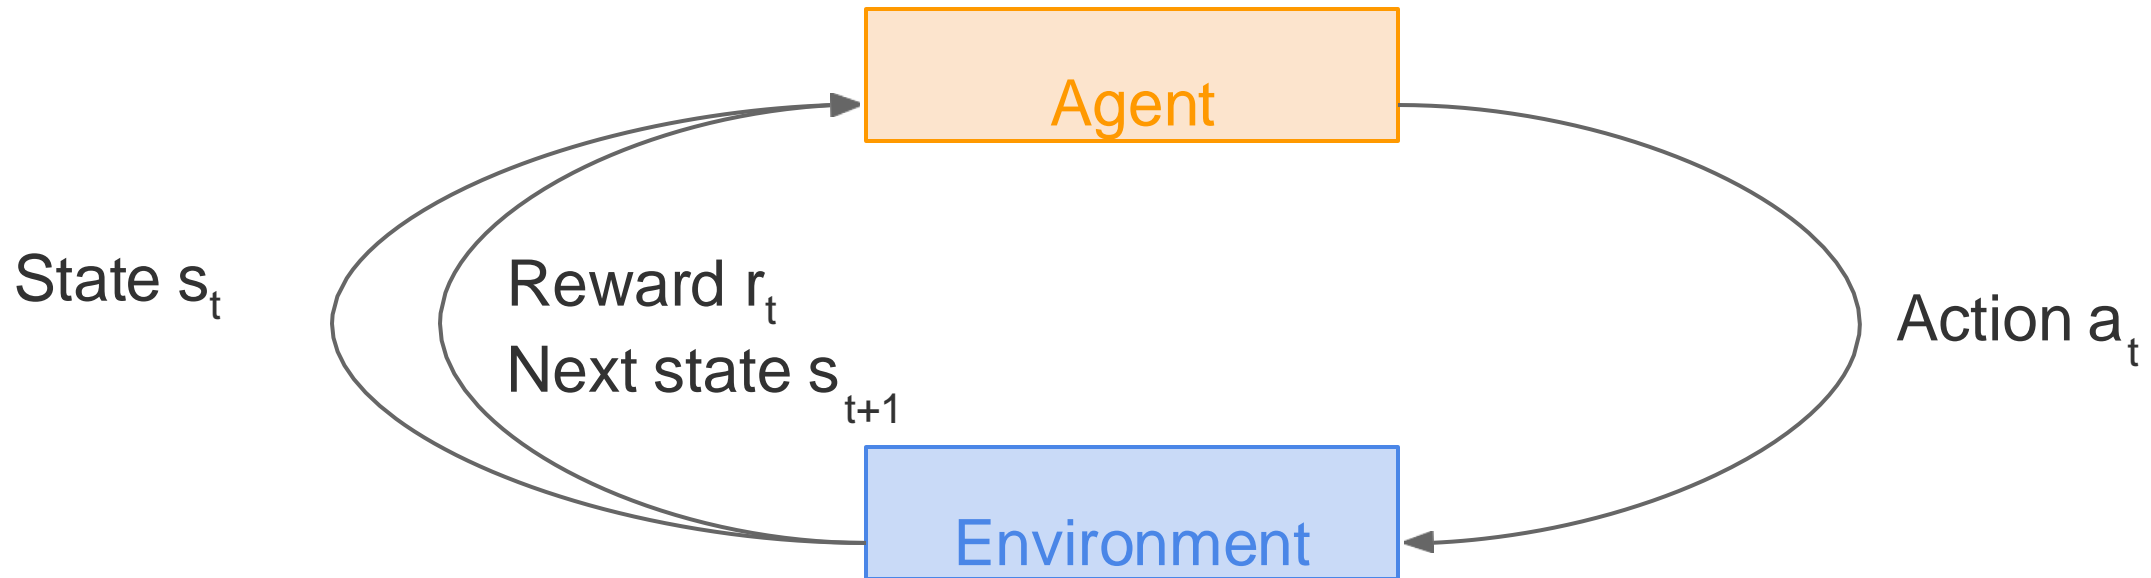 Agent
State sₜ
Reward rₜ
Next state sₜ₊₁
Action aₜ
Environment